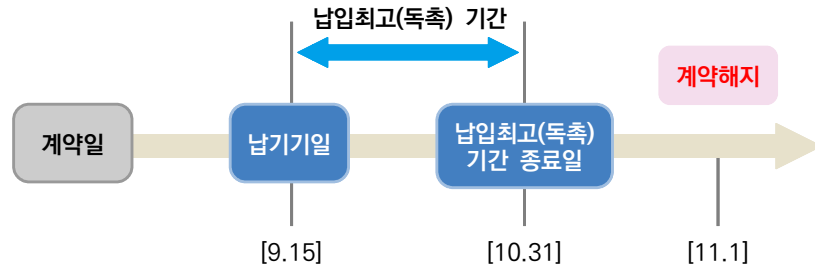 납입최고(독촉) 기간
계약해지
계약일
납기기일
납입최고(독촉)
기간 종료일
[9.15]
[10.31]
[11.1]